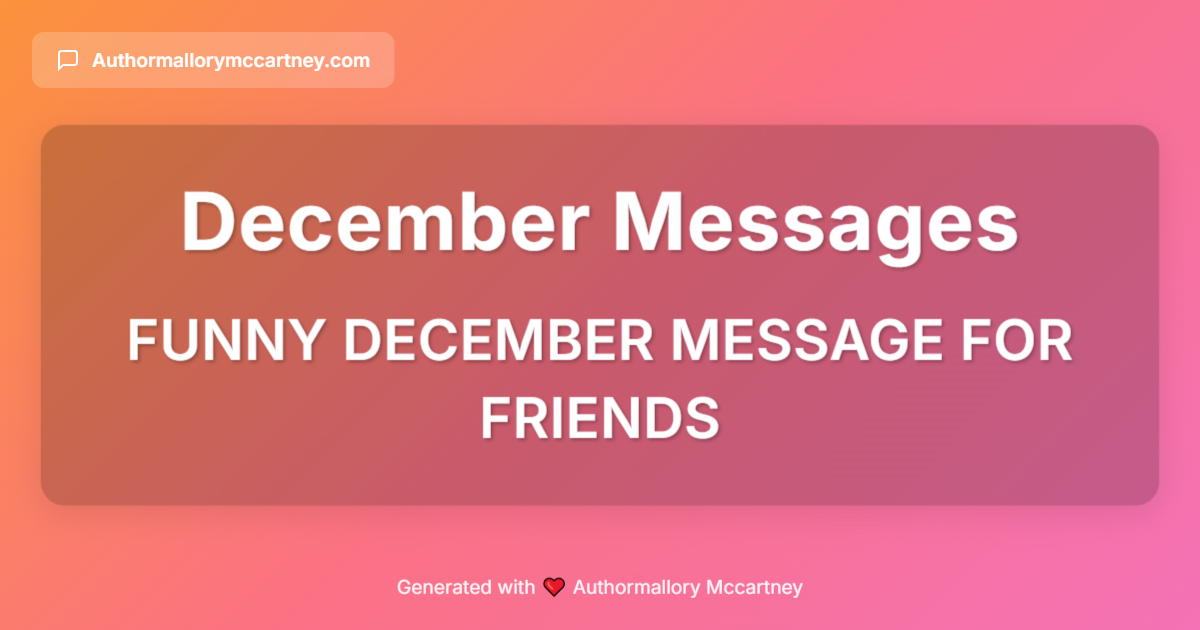 Authormallorymccartney.com
December Messages
FUNNY DECEMBER MESSAGE FOR
FRIENDS
Generated with ❤️ Authormallory Mccartney